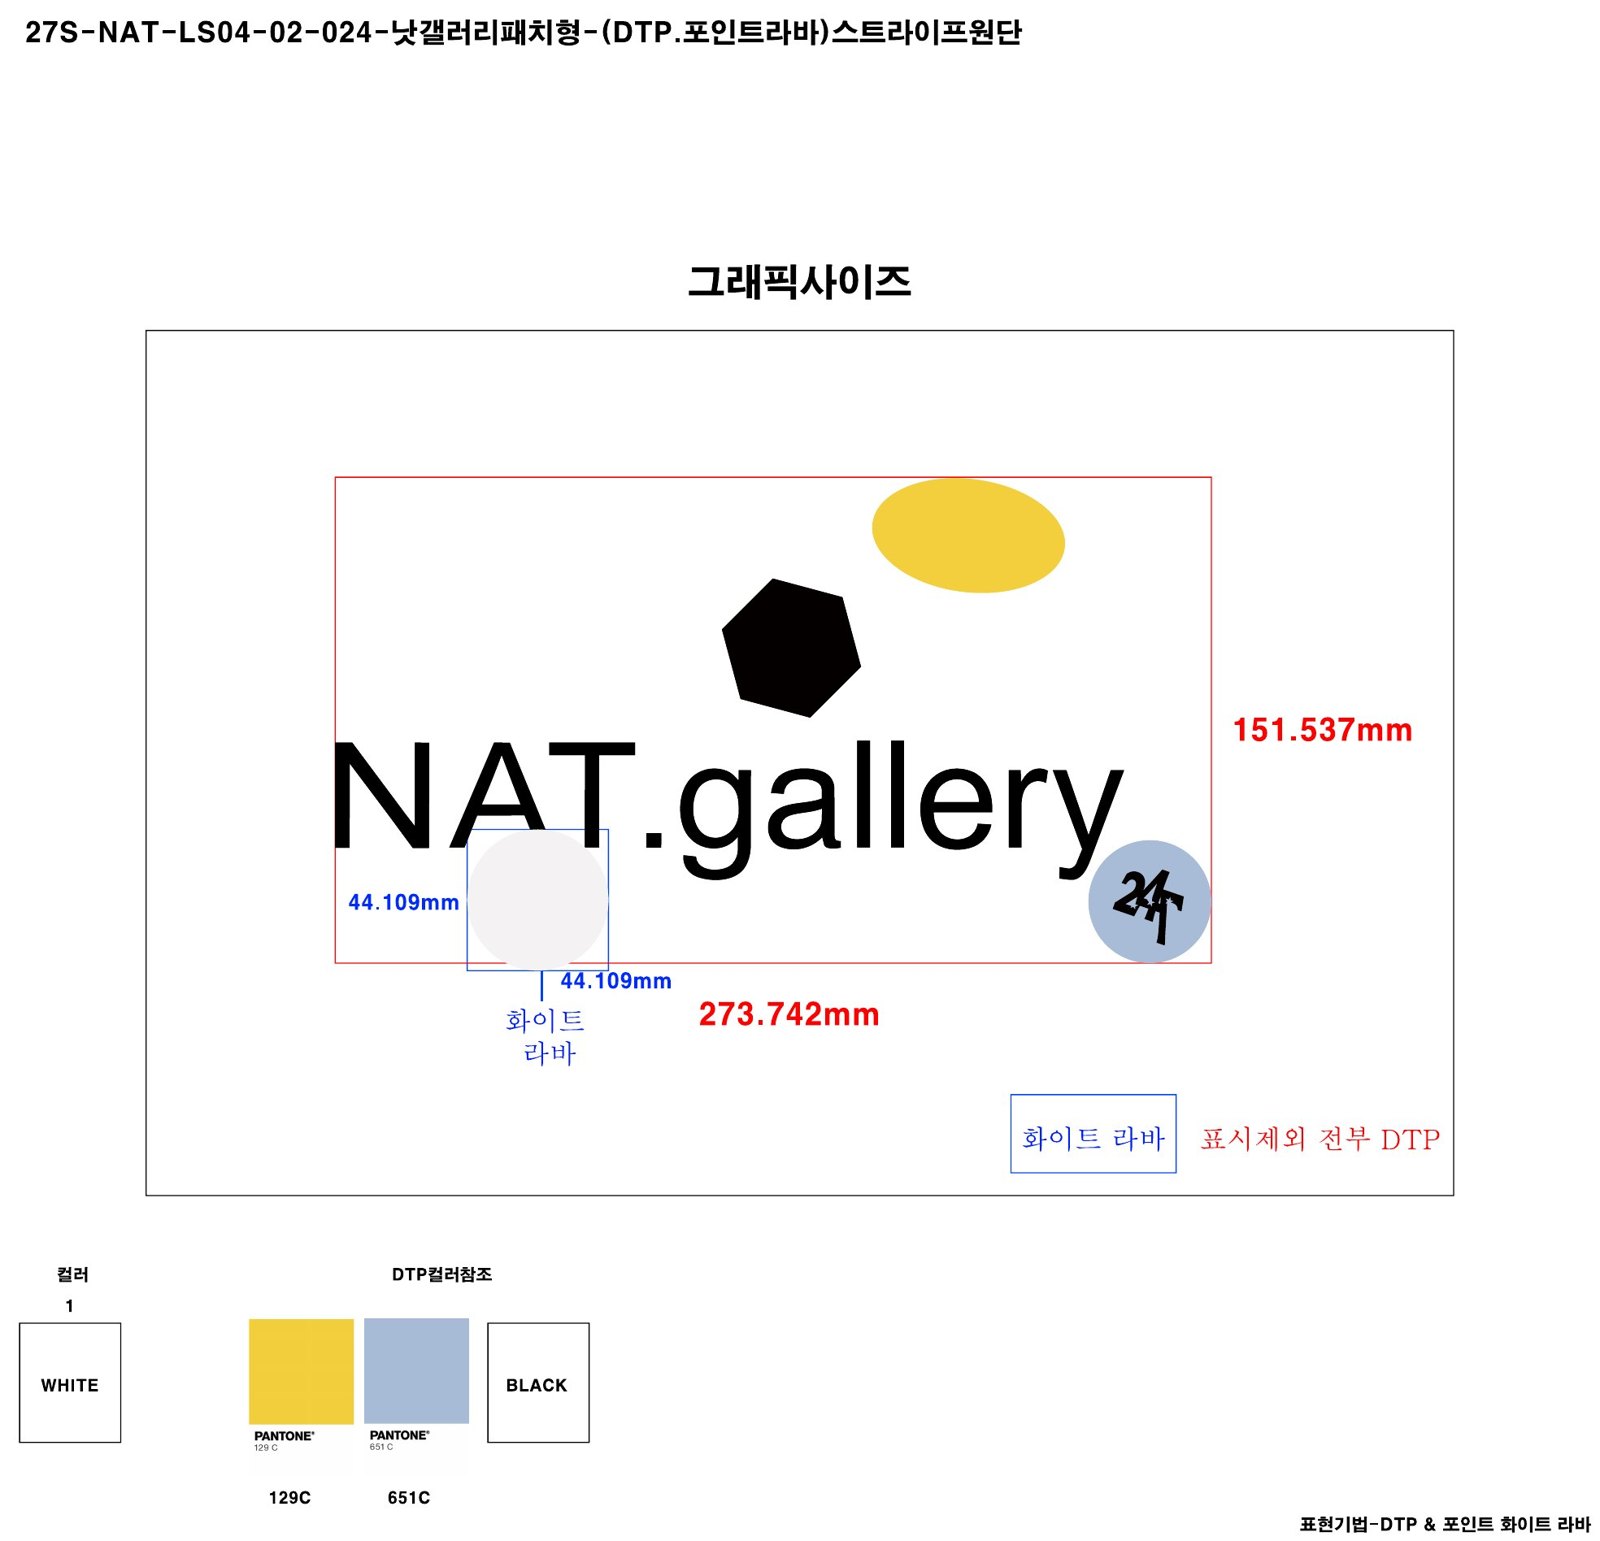 27S-NAT-LS04-02-024-낫갤러리패치형-(DTP.포인트라바)스트라이프원단
그래픽사이즈
151.537mm
NAT.gallery
24T
44.109mm
44.109mm
273.742mm
화이트
라바
화이트 라바
표시제외 전부 DTP
컬러
DTP컬러참조
1
WHITE
BLACK
PANTONE®
129 C
PANTONE®
651 C
129C
651C
표현기법-DTP & 포인트 화이트 라바